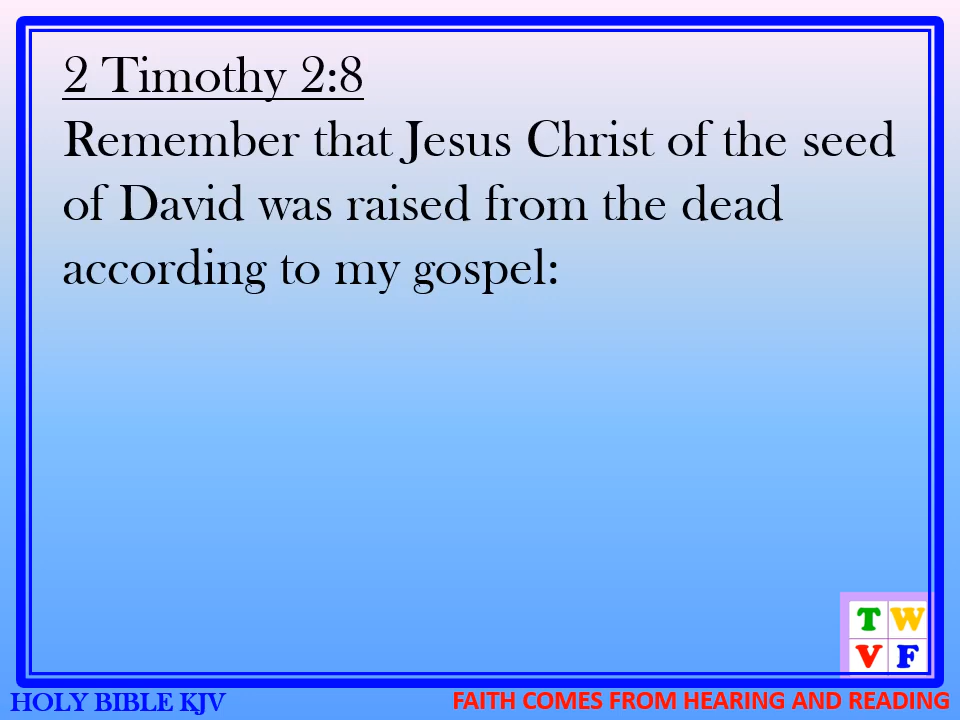 2 Timothy 2:8
Remember that Jesus Christ of the seed
of David was raised from the dead
according to my gospel:
T W
V F
HOLY BIBLE KJV
FAITH COMES FROM HEARING AND READING